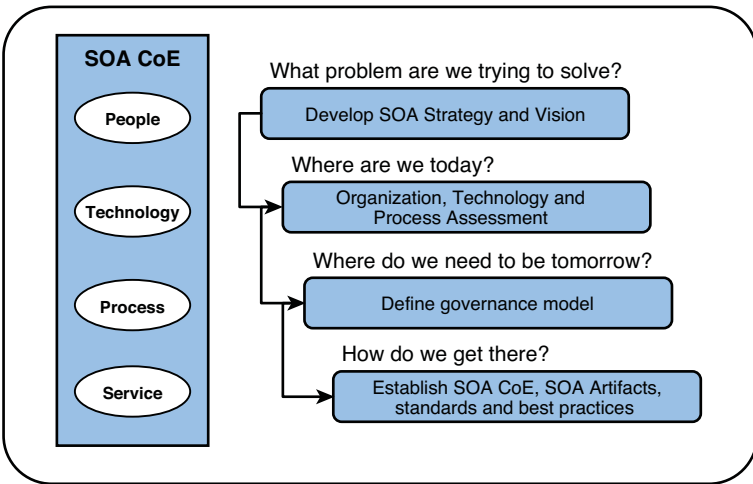 SOA CoE
People
Technology
Process
Service
What problem are we trying to solve?
Develop SOA Strategy and Vision
Where are we today?
Organization, Technology and
Process Assessment
Where do we need to be tomorrow?
Define governance model
How do we get there?
Establish SOA CoE, SOA Artifacts,
standards and best practices